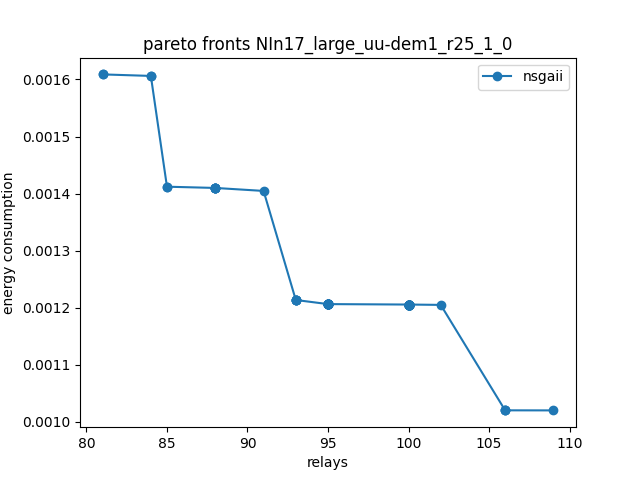 pareto fronts NIn17_large_uu-dem1_r25_1_0
nsgaii
energy consumption
0.0016
0.0015
0.0014
0.0013
0.0012
0.0011
0.0010
80 85 90 95 100 105 110
relays